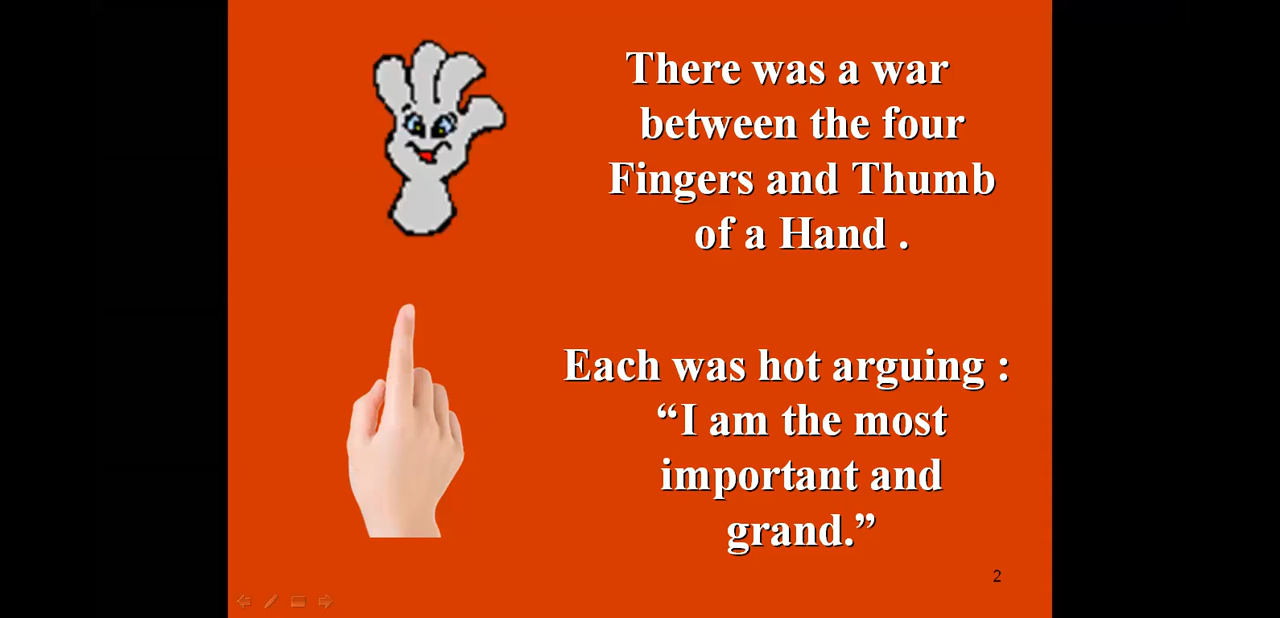 There was a war
between the four
Fingers and Thumb
of a Hand .
Each was hot arguing :
“I am the most
important and
grand.”
2